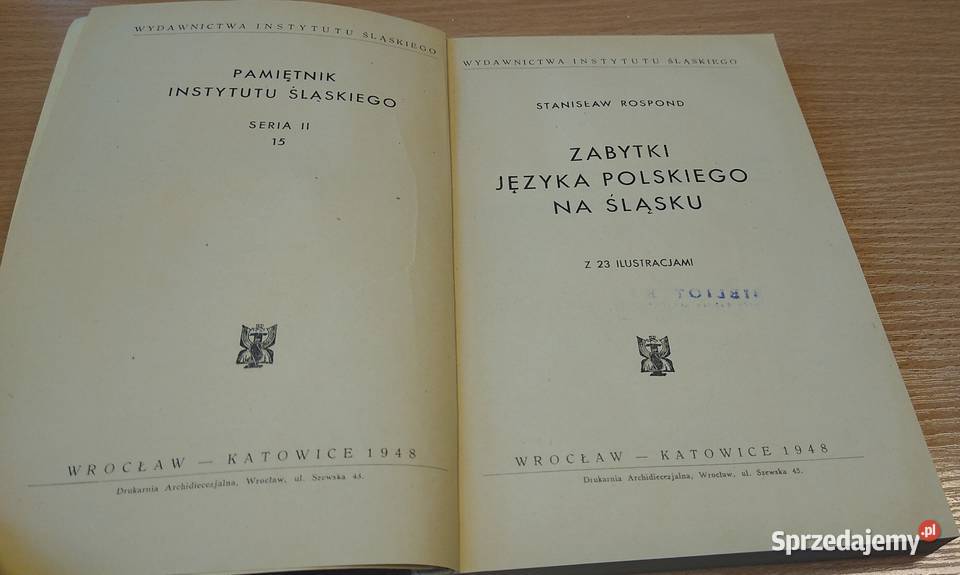 WYDAWNICTWA INSTYTUTU ŚLĄSKIEGO
PAMIĘTNIK
INSTYTUTU ŚLĄSKIEGO
SERIA II
15
WROCŁAW — KATOWICE 1948
Drukarnia Archidiecezjalna, Wrocław, ul. Szewska 45.
WYDAWNICTWA INSTYTUTU ŚLĄSKIEGO
STANISŁAW ROSPOND
ZABYTKI
JĘZYKA POLSKIEGO
NA ŚLĄSKU
Z 23 ILUSTRACJAMI
WROCŁAW — KATOWICE 1948
Drukarnia Archidiecezjalna, Wrocław, ul. Szewska 45.
Sprzedajemy.pl